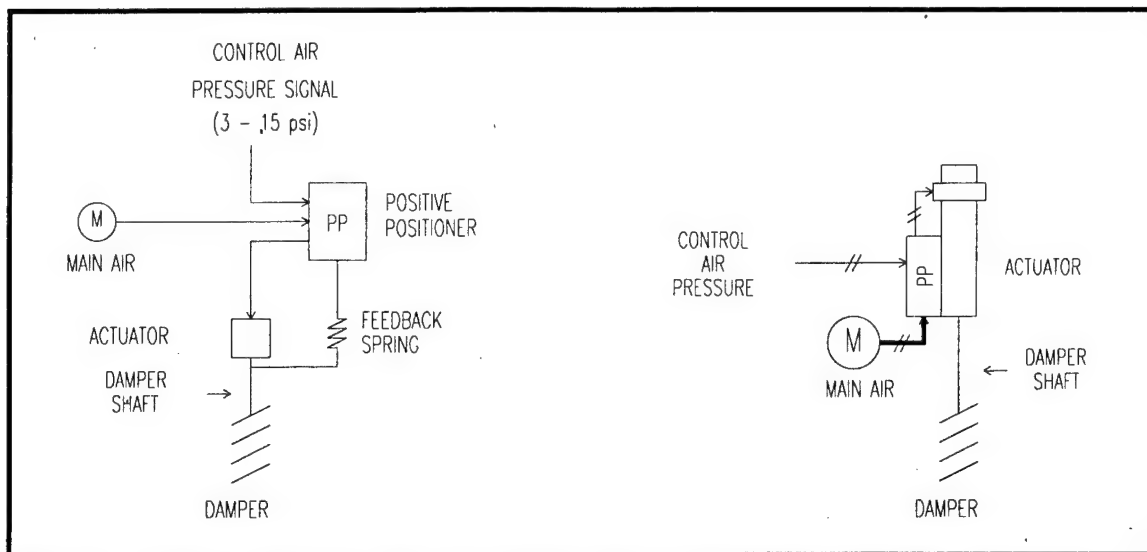 CONTROL AIR
PRESSURE SIGNAL
(3 - 15 psi)
PP
POSITIVE
POSITIONER
M
MAIN AIR
ACTUATOR
FEEDBACK
SPRING
DAMPER
SHAFT
DAMPER
CONTROL
AIR
PRESSURE
PP
ACTUATOR
M
MAIN AIR
DAMPER
SHAFT
DAMPER